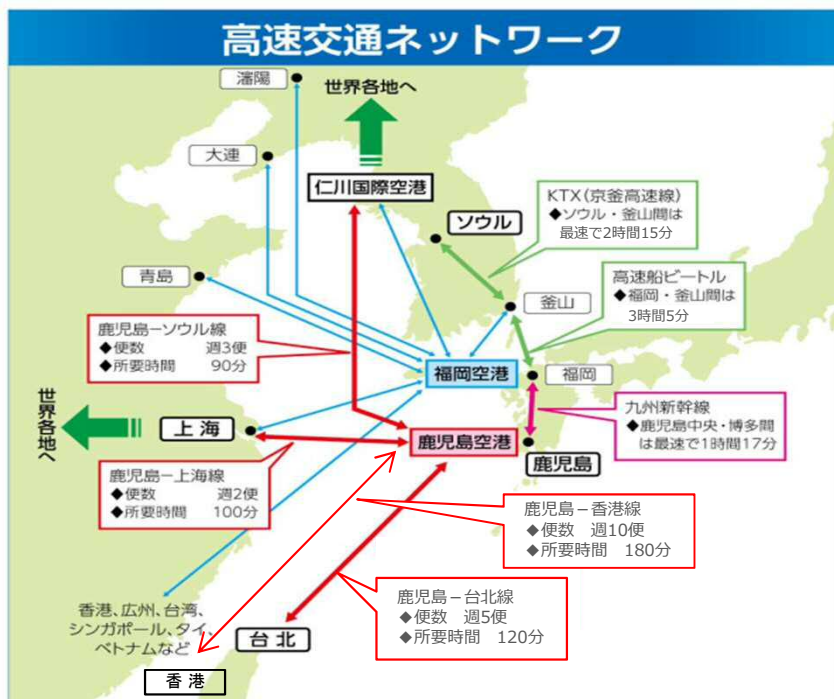 高速交通ネットワーク
瀋陽
世界各地へ
大連
仁川国際空港
KTX(京釜高速線)
◆ソウル・釜山間は
最速で2時間15分
ソウル
青島
釜山
高速船ビートル
◆福岡・釜山間は
3時間5分
鹿児島−ソウル線
◆便数 週3便
◆所要時間 90分
福岡空港
福岡
世界各地へ
上海
鹿児島空港
鹿児島
九州新幹線
◆鹿児島中央・博多間
は最速で1時間17分
鹿児島−上海線
◆便数 週2便
◆所要時間 100分
鹿児島−香港線
◆便数 週10便
◆所要時間 180分
鹿児島−台北線
◆便数 週5便
◆所要時間 120分
香港、広州、台湾、
シンガポール、タイ、
ベトナムなど
台北
香港